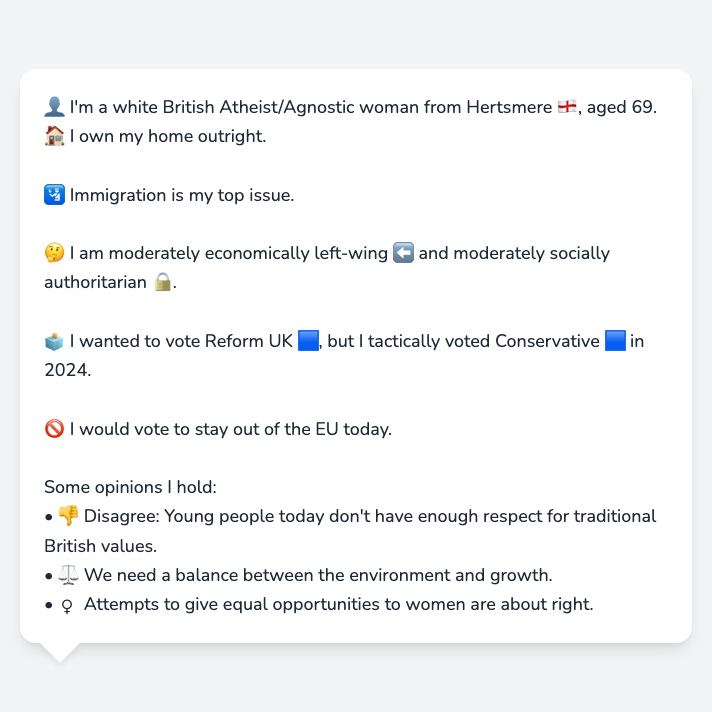 👤 I'm a white British Atheist/Agnostic woman from Hertsmere 🏴󠁧󠁢󠁥󠁮󠁧󠁿, aged 69.
🏠 I own my home outright.
🛂 Immigration is my top issue.
🤔 I am moderately economically left-wing ⬅️ and moderately socially
authoritarian 🔒.
🗳️ I wanted to vote Reform UK 🟦, but I tactically voted Conservative 🟦 in
2024.
🚫 I would vote to stay out of the EU today.
Some opinions I hold:
• 👎 Disagree: Young people today don't have enough respect for traditional
British values.
• ⚖️ We need a balance between the environment and growth.
• ♀ Attempts to give equal opportunities to women are about right.